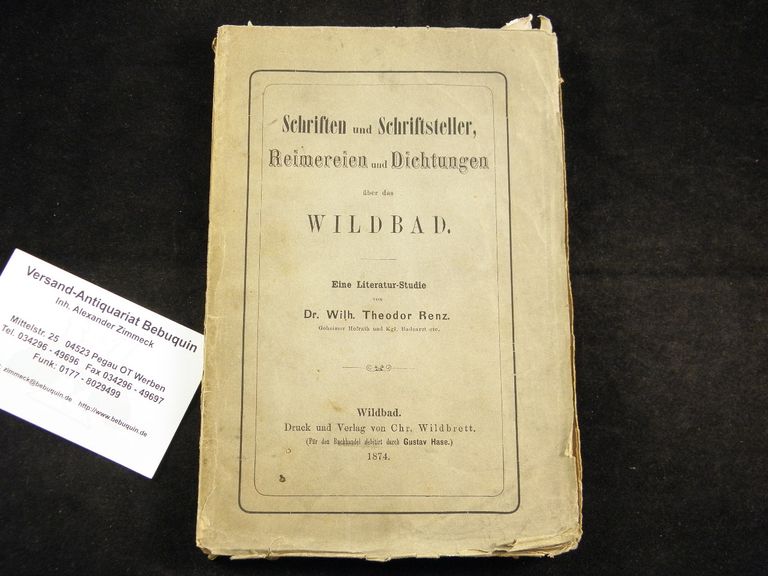 Schriften und Schriftsteller,
Reimereien und Dichtungen
über das
WILDBAD.
Eine Literatur-Studie
von
Dr. Wilh. Theodor Renz.
Geheimer Hofrath und Kgl. Badearzt etc.
Wildbad.
Druck und Verlag von Chr. Wildbrett.
(Für den Buchhandel debitirt durch Gustav Hase.)
1874.
Versand-Antiquariat Bebuquin
Inh. Alexander Zimmeck
Mittelstr. 25 04523 Pegau OT Werben
Tel. 034296 - 49696 Fax 034296 - 49697
Funk: 0177 - 8029499
zimmeck@bebuquin.de http://www.bebuquin.de